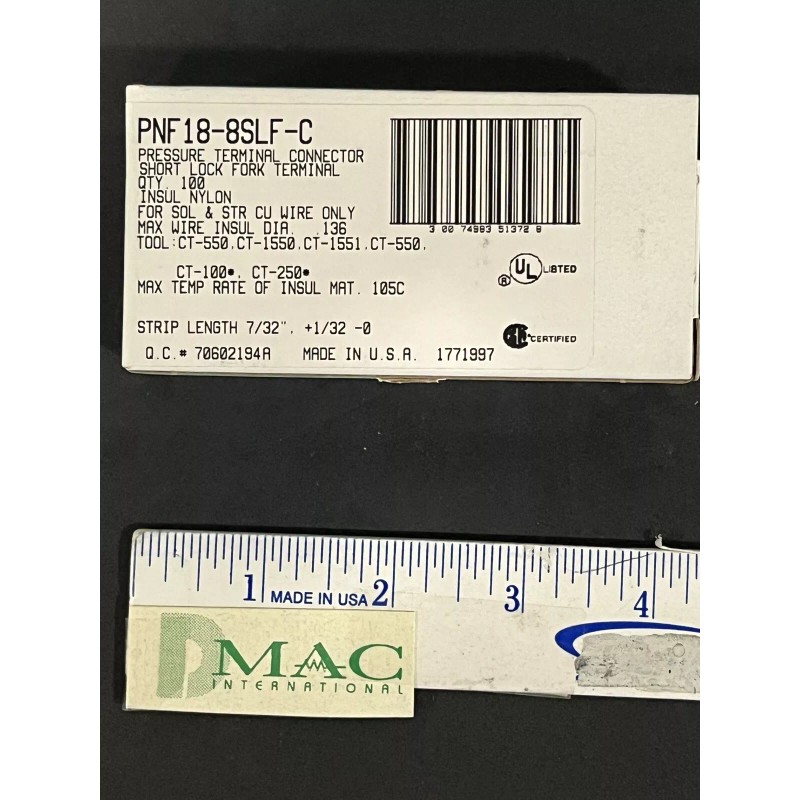 PNF18-8SLF-C
PRESSURE TERMINAL CONNECTOR
SHORT LOCK FORK TERMINAL
QTY. 100
INSUL NYLON
FOR SOL & STR CU WIRE ONLY
MAX WIRE INSUL DIA. .136
TOOL:CT-550,CT-1550,CT-1551,CT-550,
CT-100*, CT-250*
MAX TEMP RATE OF INSUL MAT. 105C
STRIP LENGTH 7/32", +1/32 -0
Q.C.# 70602194A MADE IN U.S.A. 1771997
3 00 74983 51372 8
UL LISTED
®
CERTIFIED
1 MADE IN USA 2 3 4
DMAC
INTERNATIONAL